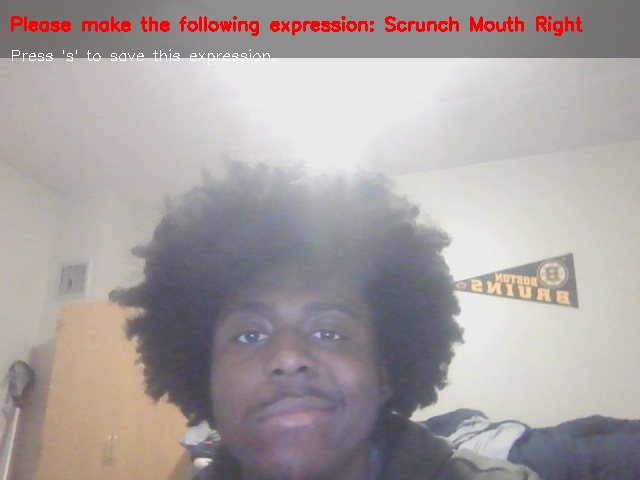 Please make the following expression: Scrunch Mouth Right
Press 's' to save this expression.
BOSTON
BRUINS
B